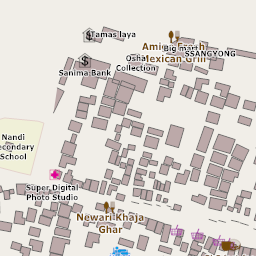 Tamas laya
Big mart
SSANGYONG
Mexican Grill
Osha
Collection
Sanima Bank
Nandi
Secondary
School
Super Digital
Photo Studio
Newari Khaja
Ghar